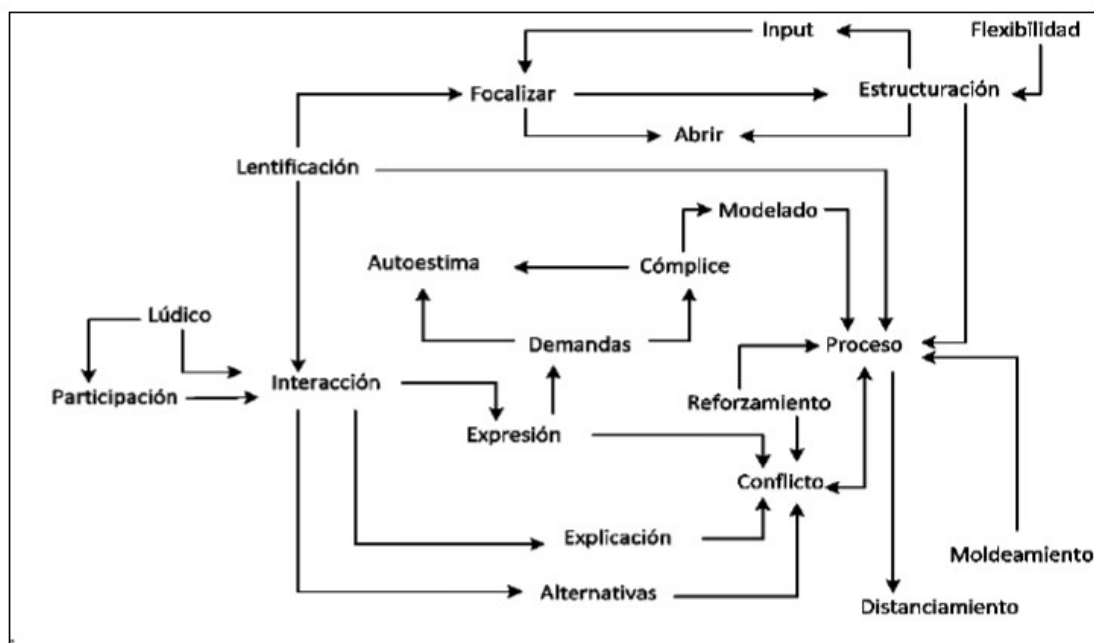 Input
Flexibilidad
Focalizar
Estructuración
Abrir
Lentificación
Modelado
Autoestima
Cómplice
Lúdico
Demandas
Proceso
Interacción
Participación
Reforzamiento
Expresión
Conflicto
Explicación
Moldeamiento
Alternativas
Distanciamiento